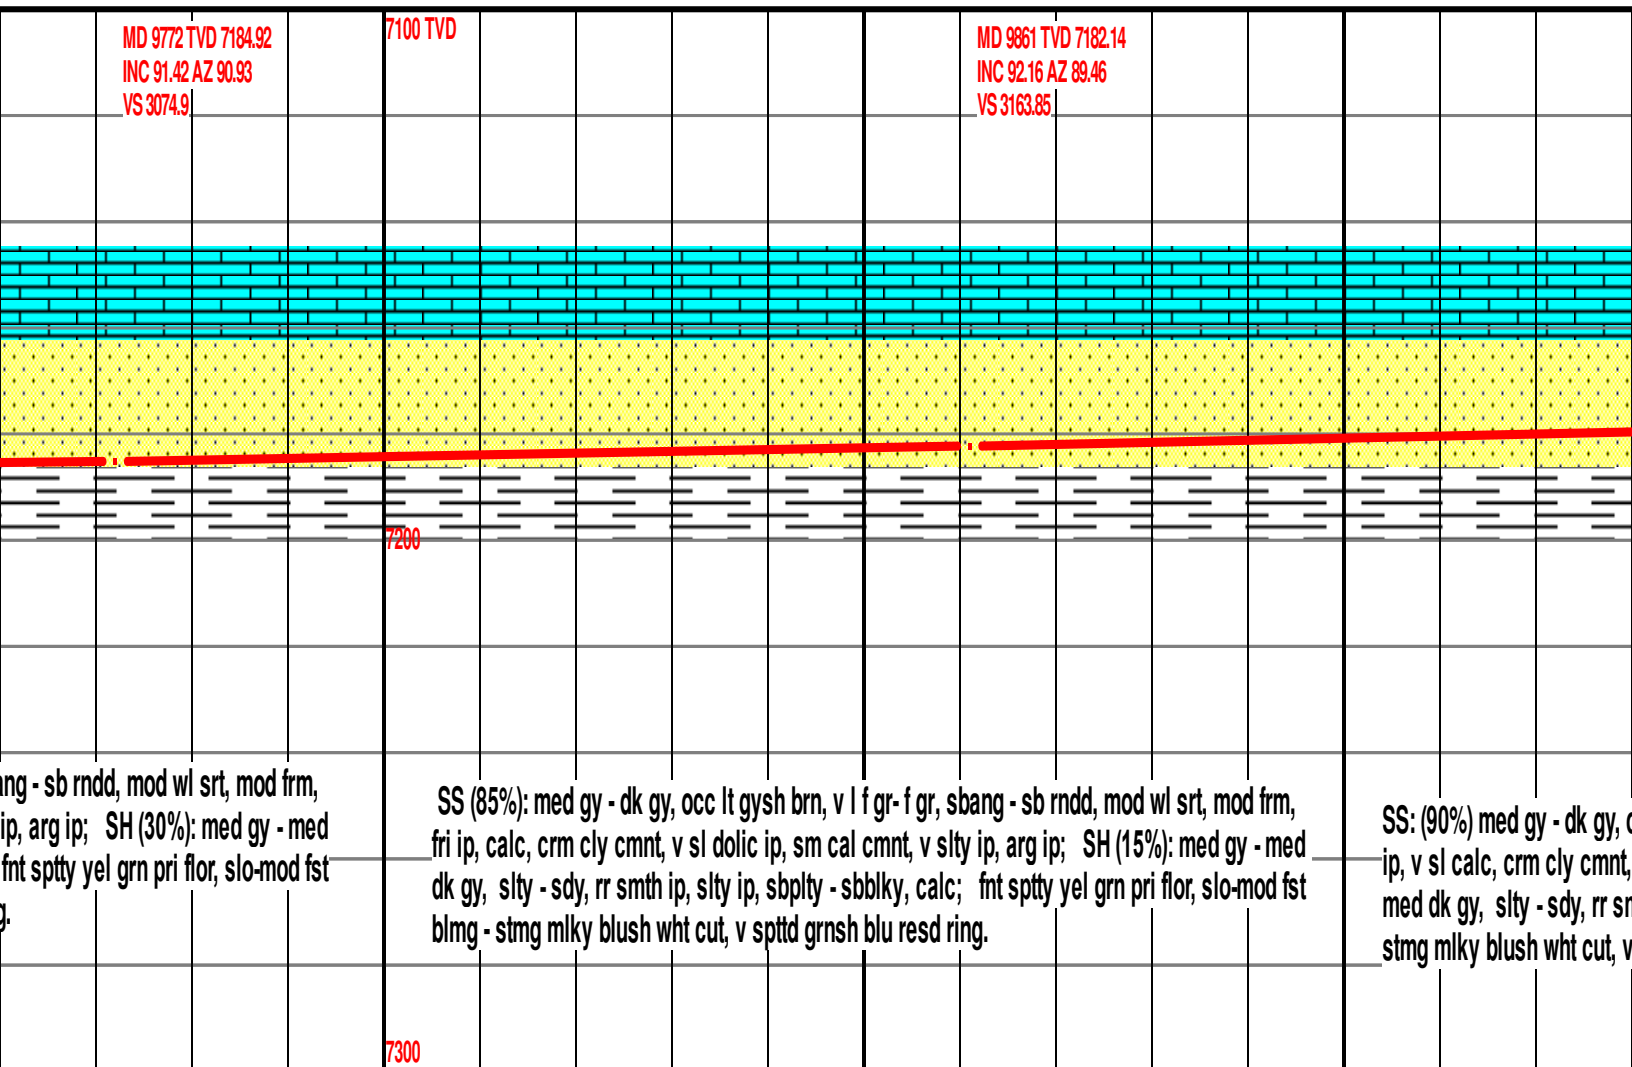 MD 9772 TVD 7184.92
INC 91.42 AZ 90.93
VS 3074.9
7100 TVD
MD 9861 TVD 7182.14
INC 92.16 AZ 89.46
VS 3163.85
7200
ang - sb rndd, mod wl srt, mod frm,
ip, arg ip; SH (30%): med gy - med
fnt sptty yel grn pri flor, slo-mod fst
g.
SS (85%): med gy - dk gy, occ lt gysh brn, v l f gr- f gr, sbang - sb rndd, mod wl srt, mod frm,
fri ip, calc, crm cly cmnt, v sl dolic ip, sm cal cmnt, v slty ip, arg ip; SH (15%): med gy - med
dk gy, slty - sdy, rr smth ip, slty ip, sbplty - sbblky, calc; fnt sptty yel grn pri flor, slo-mod fst
blmg - stmg mlky blush wht cut, v spttd grnsh blu resd ring.
SS: (90%) med gy - dk gy,
ip, v sl calc, crm cly cmnt,
med dk gy, slty - sdy, rr
stmg mlky blush wht cut, v
7300